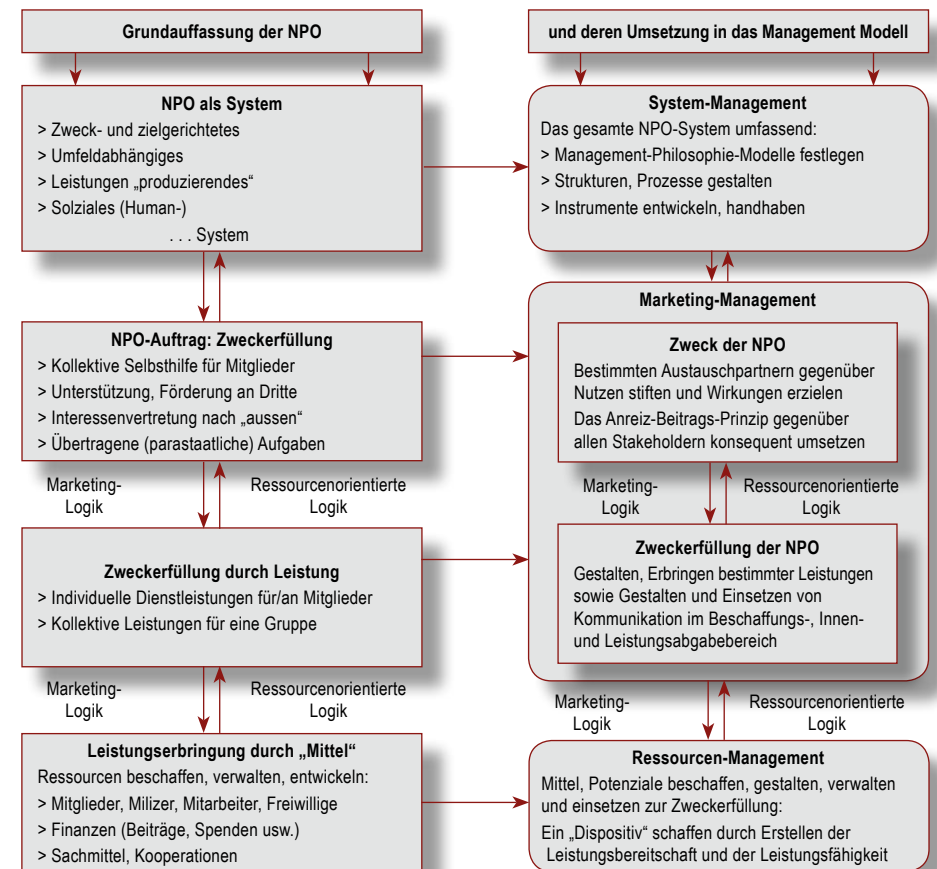 Grundauffassung der NPO
und deren Umsetzung in das Management Modell
NPO als System
> Zweck- und zielgerichtetes
> Umfeldabhängiges
> Leistungen „produzierendes“
> Solziales (Human-)
. . . System
System-Management
Das gesamte NPO-System umfassend:
> Management-Philosophie-Modelle festlegen
> Strukturen, Prozesse gestalten
> Instrumente entwickeln, handhaben
NPO-Auftrag: Zweckerfüllung
> Kollektive Selbsthilfe für Mitglieder
> Unterstützung, Förderung an Dritte
> Interessenvertretung nach „aussen“
> Übertragene (parastaatliche) Aufgaben
Marketing-Management
Zweck der NPO
Bestimmten Austauschpartnern gegenüber
Nutzen stiften und Wirkungen erzielen
Das Anreiz-Beitrags-Prinzip gegenüber
allen Stakeholdern konsequent umsetzen
Marketing-
Logik
Ressourcenorientierte
Logik
Marketing-
Logik
Ressourcenorientierte
Logik
Zweckerfüllung durch Leistung
> Individuelle Dienstleistungen für/an Mitglieder
> Kollektive Leistungen für eine Gruppe
Zweckerfüllung der NPO
Gestalten, Erbringen bestimmter Leistungen
sowie Gestalten und Einsetzen von
Kommunikation im Beschaffungs-, Innen-
und Leistungsabgabebereich
Marketing-
Logik
Ressourcenorientierte
Logik
Marketing-
Logik
Ressourcenorientierte
Logik
Leistungserbringung durch „Mittel“
Ressourcen beschaffen, verwalten, entwickeln:
> Mitglieder, Milizer, Mitarbeiter, Freiwillige
> Finanzen (Beiträge, Spenden usw.)
> Sachmittel, Kooperationen
Ressourcen-Management
Mittel, Potenziale beschaffen, gestalten, verwalten
und einsetzen zur Zweckerfüllung:
Ein „Dispositiv“ schaffen durch Erstellen der
Leistungsbereitschaft und der Leistungsfähigkeit